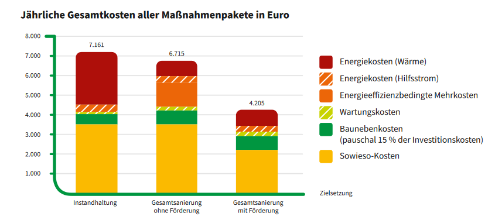 Jährliche Gesamtkosten aller Maßnahmenpakete in Euro
8.000
7.000
6.000
5.000
4.000
3.000
2.000
1.000
7.161
6.715
4.205
Instandhaltung
Gesamtsanierung
ohne Förderung
Gesamtsanierung
mit Förderung
Energiekosten (Wärme)
Energiekosten (Hilfsstrom)
Energieeffizienzbedingte Mehrkosten
Wartungskosten
Baunebenkosten
(pauschal 15 % der Investitionskosten)
Sowieso-Kosten
Zielsetzung